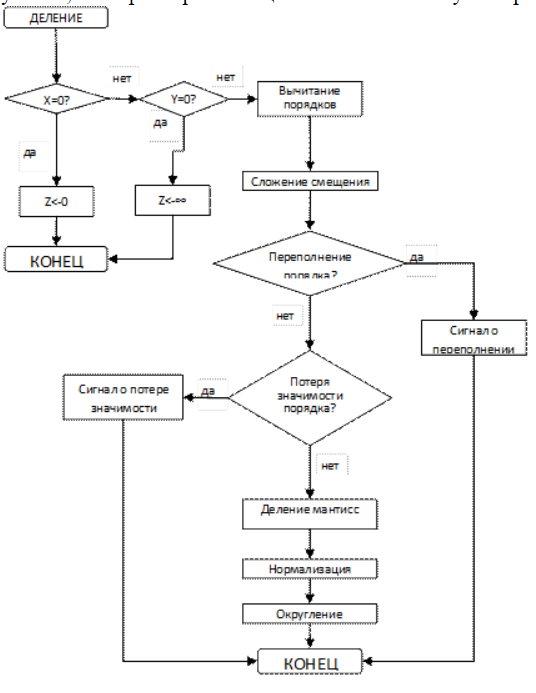 ДЕЛЕНИЕ
нет
нет
X=0?
Y=0?
Вычитание
порядков
да
да
Сложение смещения
Z<-0
Z<-∞
КОНЕЦ
Переполнение
порядка?
да
нет
Сигнал о
переполнении
Потеря
значимости
порядка?
Сигнал о потере
значимости
да
нет
Деление мантисс
Нормализация
Округление
КОНЕЦ